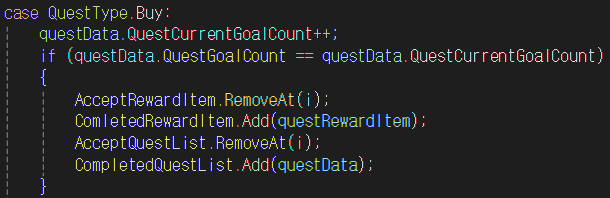 case QuestType.Buy:
questData.QuestCurrentGoalCount++;
if (questData.QuestGoalCount == questData.QuestCurrentGoalCount)
{
AcceptRewardItem.RemoveAt(i);
ComletedRewardItem.Add(questRewardItem);
AcceptQuestList.RemoveAt(i);
CompletedQuestList.Add(questData);
}